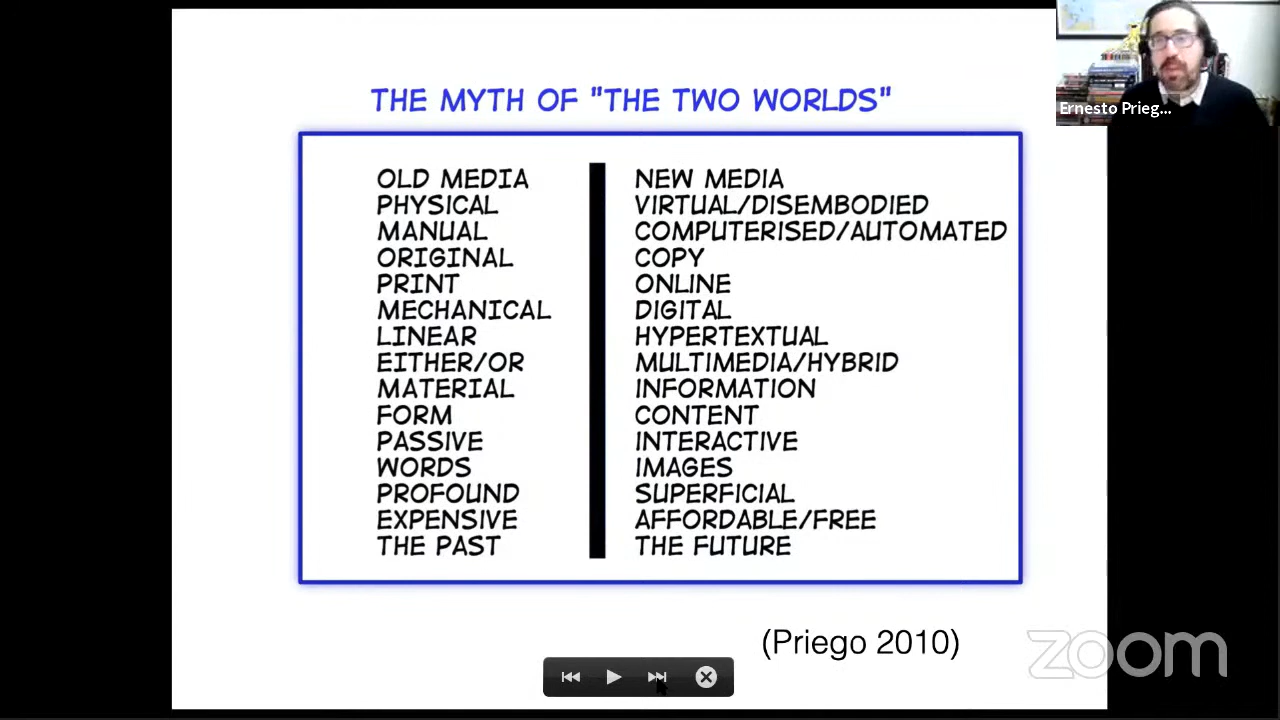 THE MYTH OF "THE TWO WORLDS"
OLD MEDIA
PHYSICAL
MANUAL
ORIGINAL
PRINT
MECHANICAL
LINEAR
EITHER/OR
MATERIAL
FORM
PASSIVE
WORDS
PROFOUND
EXPENSIVE
THE PAST
NEW MEDIA
VIRTUAL/DISEMBODIED
COMPUTERISED/AUTOMATED
COPY
ONLINE
DIGITAL
HYPERTEXTUAL
MULTIMEDIA/HYBRID
INFORMATION
CONTENT
INTERACTIVE
IMAGES
SUPERFICIAL
AFFORDABLE/FREE
THE FUTURE
(Priego 2010)
Ernesto Prieg...
zoom